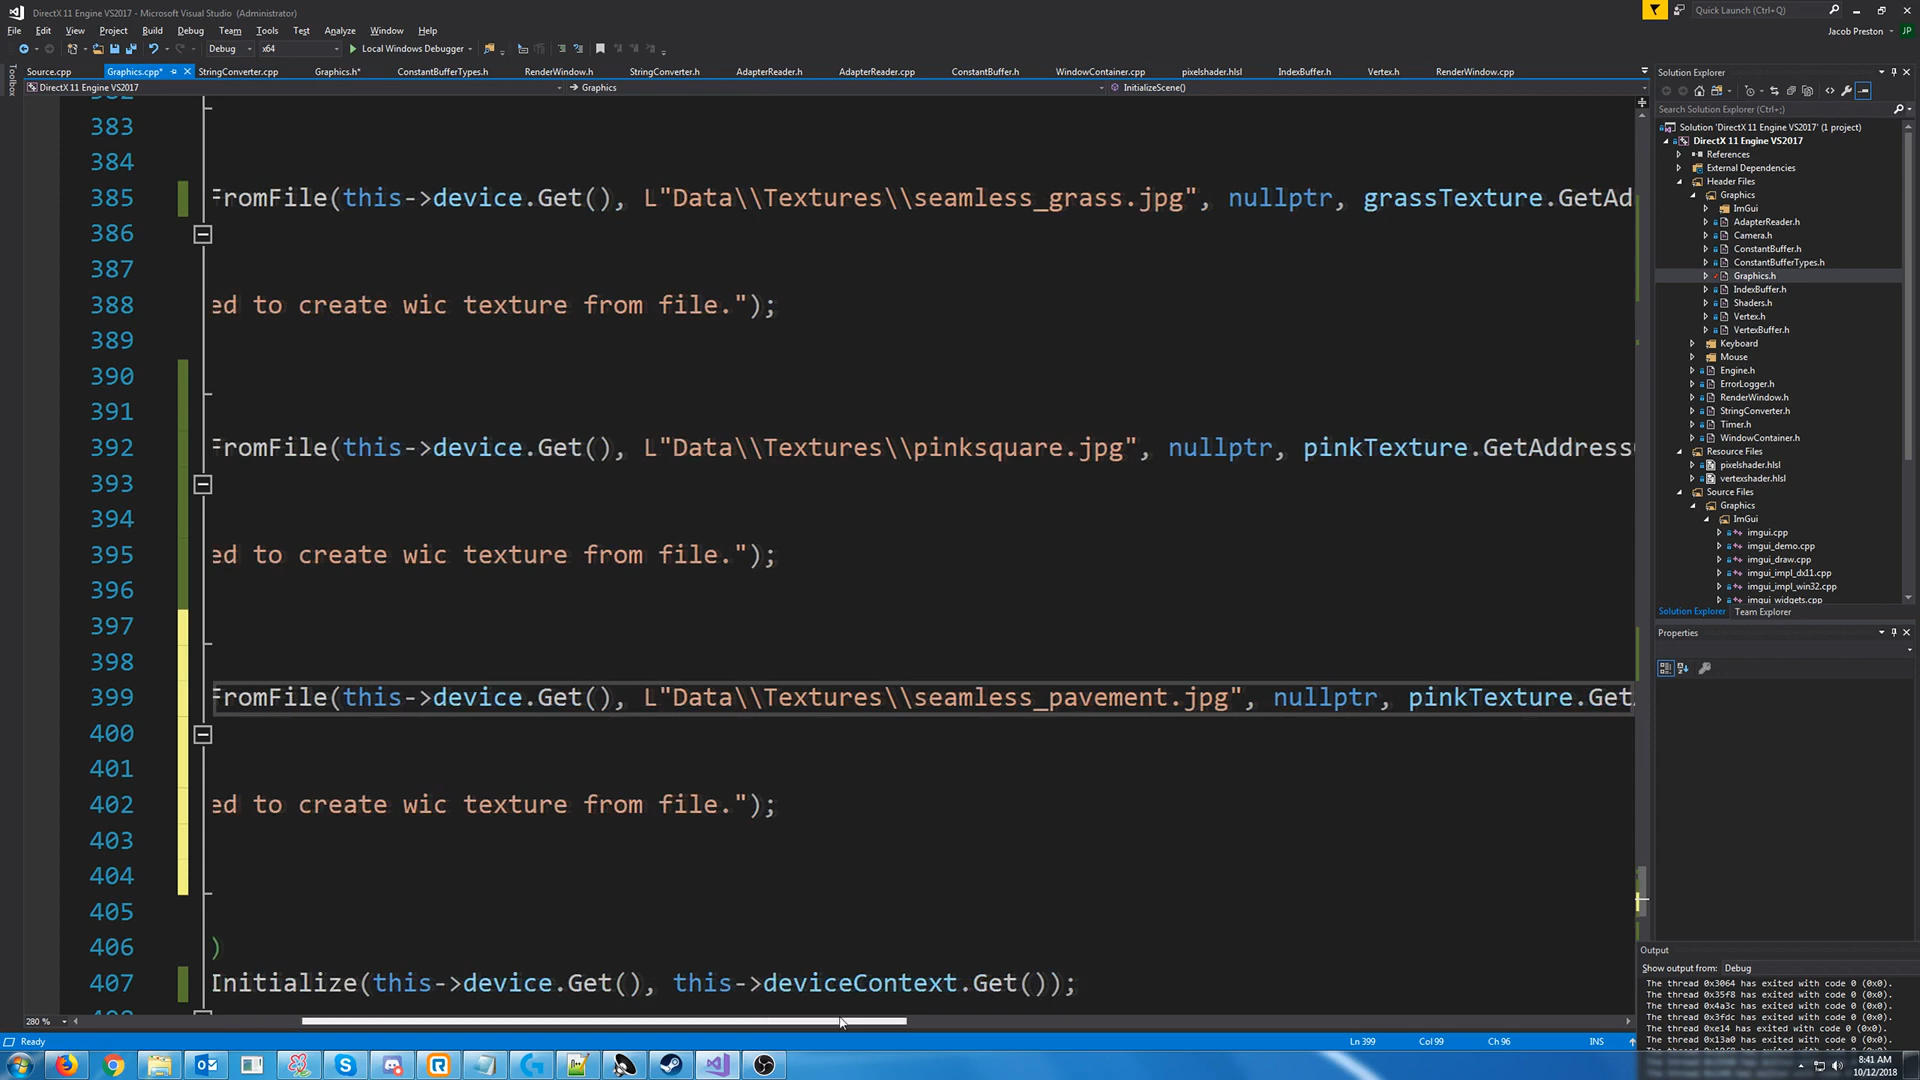 DirectX 11 Engine VS2017 - Microsoft Visual Studio (Administrator)
Quick Launch (Ctrl+Q)
File Edit View Project Build Debug Team Tools Test Analyze Window Help
Jacob Preston JP
Debug x64 Local Windows Debugger
Toolbox
Source.cpp Graphics.cpp* StringConverter.cpp Graphics.h* ConstantBufferTypes.h RenderWindow.h StringConverter.h AdapterReader.h AdapterReader.cpp ConstantBuffer.h WindowContainer.cpp pixelshader.hlsl IndexBuffer.h Vertex.h RenderWindow.cpp
DirectX 11 Engine VS2017 Graphics InitializeScene()
383
384
385 FromFile(this->device.Get(), L"Data\\Textures\\seamless_grass.jpg", nullptr, grassTexture.GetAd
386
387
388 ed to create wic texture from file.");
389
390
391
392 FromFile(this->device.Get(), L"Data\\Textures\\pinksquare.jpg", nullptr, pinkTexture.GetAddress
393
394
395 ed to create wic texture from file.");
396
397
398
399 FromFile(this->device.Get(), L"Data\\Textures\\seamless_pavement.jpg", nullptr, pinkTexture.Get
400
401
402 ed to create wic texture from file.");
403
404
405
406 )
407 Initialize(this->device.Get(), this->deviceContext.Get());
280 %
Ready Ln 399 Col 99 Ch 96 INS
Solution Explorer
Search Solution Explorer (Ctrl+;)
Solution 'DirectX 11 Engine VS2017' (1 project)
DirectX 11 Engine VS2017
References
External Dependencies
Header Files
Graphics
ImGui
AdapterReader.h
Camera.h
ConstantBuffer.h
ConstantBufferTypes.h
Graphics.h
IndexBuffer.h
Shaders.h
Vertex.h
VertexBuffer.h
Keyboard
Mouse
Engine.h
ErrorLogger.h
RenderWindow.h
StringConverter.h
Timer.h
WindowContainer.h
Resource Files
pixelshader.hlsl
vertexshader.hlsl
Source Files
Graphics
ImGui
imgui.cpp
imgui_demo.cpp
imgui_draw.cpp
imgui_impl_dx11.cpp
imgui_impl_win32.cpp
imgui_widgets.cpp
Solution Explorer Team Explorer
Properties
Output
Show output from: Debug
The thread 0x3064 has exited with code 0 (0x0).
The thread 0x35f8 has exited with code 0 (0x0).
The thread 0x4a3c has exited with code 0 (0x0).
The thread 0x3fdc has exited with code 0 (0x0).
The thread 0xe14 has exited with code 0 (0x0).
The thread 0x13a0 has exited with code 0 (0x0).
8:41 AM
10/12/2018